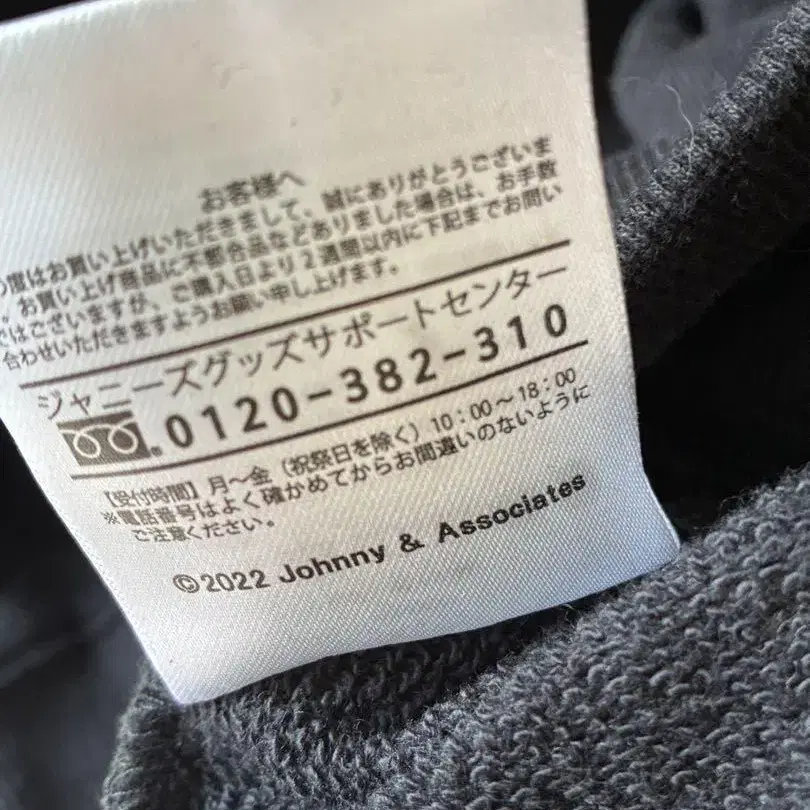 お客様へ
の度はお買い上げいただきまして、誠にありがとうございま
。お買い上げ商品に不都合品などありました場合は、お手数
ではございますが、ご購入日より2週間以内に下記までお問い
合わせいただきますようお願い申し上げます。
ジャニーズグッズサポートセンター
0120-382-310
【受付時間】月〜金（祝祭日を除く）10：00〜18：00
※電話番号はよく確かめてからお間違いのないように
ご注意ください。
©2022 Johnny & Associates